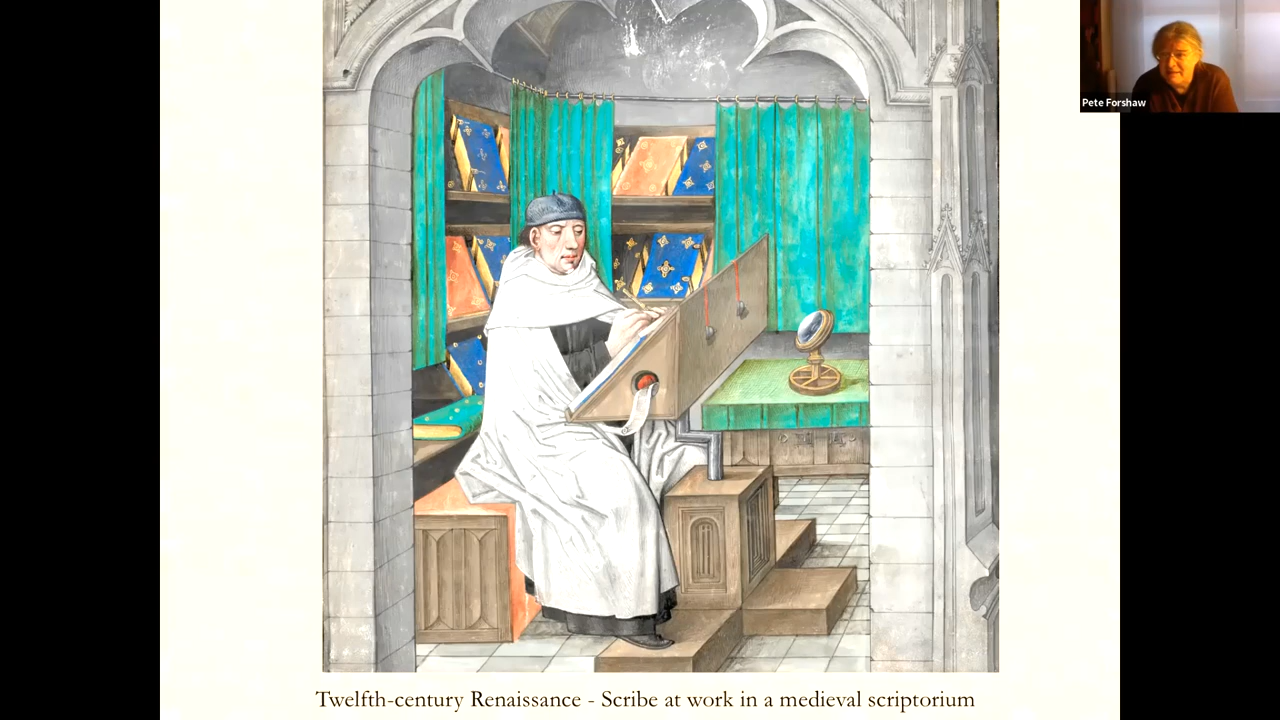 Pete Forshaw
Twelfth-century Renaissance - Scribe at work in a medieval scriptorium